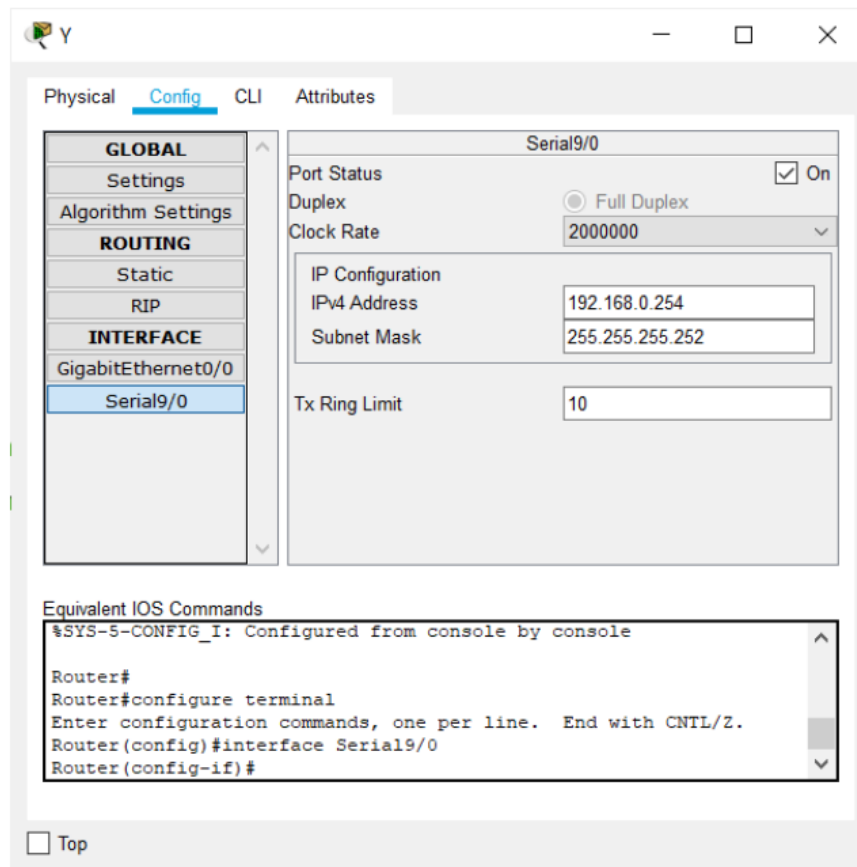 Y
Physical Config CLI Attributes
GLOBAL
Settings
Algorithm Settings
ROUTING
Static
RIP
INTERFACE
GigabitEthernet0/0
Serial9/0
Serial9/0
Port Status On
Duplex Full Duplex
Clock Rate 2000000
IP Configuration
IPv4 Address 192.168.0.254
Subnet Mask 255.255.255.252
Tx Ring Limit 10
Equivalent IOS Commands
%SYS-5-CONFIG_I: Configured from console by console
Router#
Router#configure terminal
Enter configuration commands, one per line. End with CNTL/Z.
Router(config)#interface Serial9/0
Router(config-if)#
Top